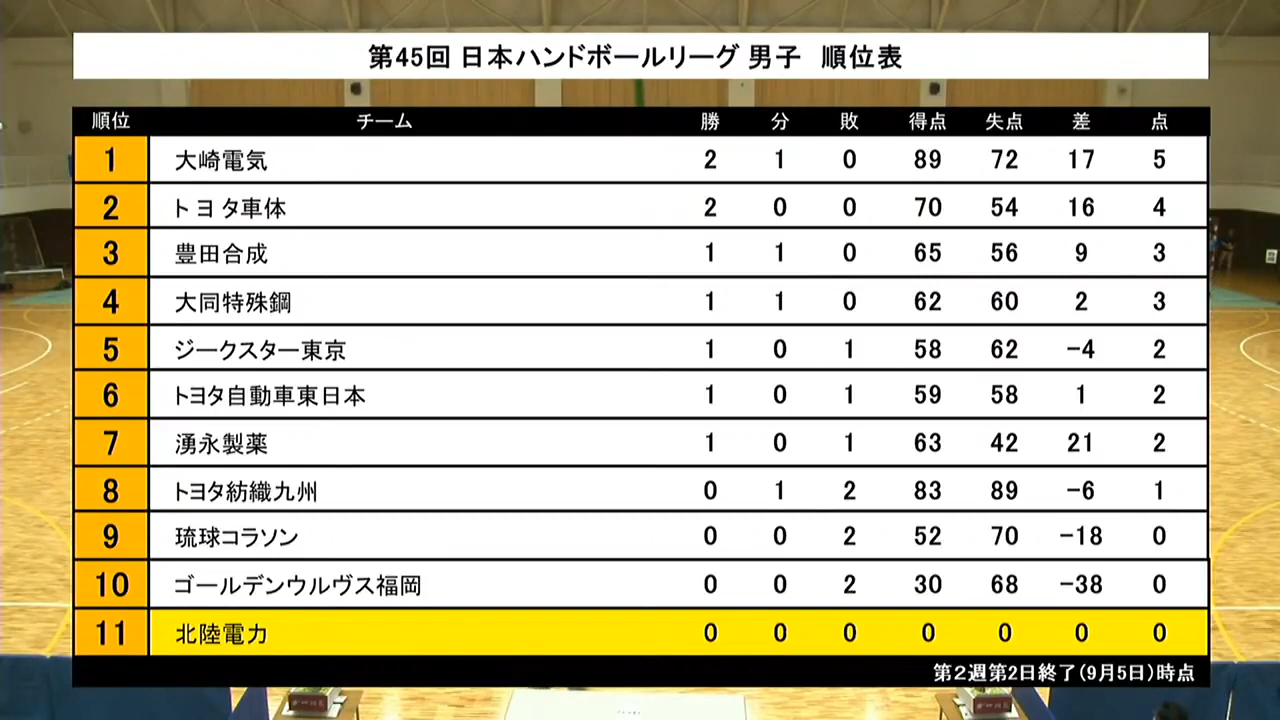 第45回 日本ハンドボールリーグ 男子　順位表
順位 チーム 勝 分 敗 得点 失点 差 点
1 大崎電気 2 1 0 89 72 17 5
2 トヨタ車体 2 0 0 70 54 16 4
3 豊田合成 1 1 0 65 56 9 3
4 大同特殊鋼 1 1 0 62 60 2 3
5 ジークスター東京 1 0 1 58 62 -4 2
6 トヨタ自動車東日本 1 0 1 59 58 1 2
7 湧永製薬 1 0 1 63 42 21 2
8 トヨタ紡織九州 0 1 2 83 89 -6 1
9 琉球コラソン 0 0 2 52 70 -18 0
10 ゴールデンウルヴス福岡 0 0 2 30 68 -38 0
11 北陸電力 0 0 0 0 0 0 0
第2週第2日終了(9月5日)時点